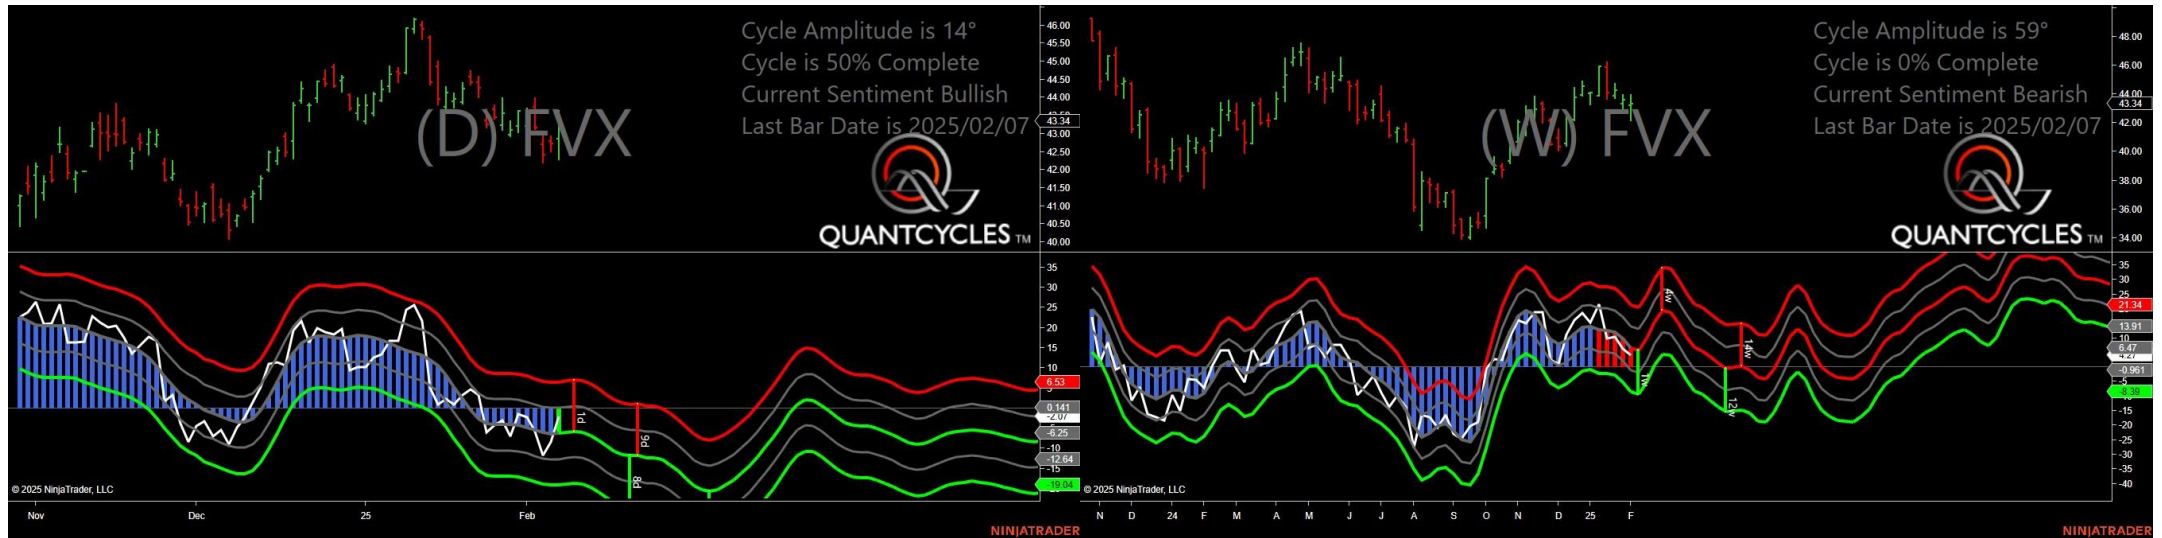 Cycle Amplitude is 14°
Cycle is 50% Complete
Current Sentiment Bullish
Last Bar Date is 2025/02/07
(D) FVX
QUANTCYCLES TM
46.00
45.50
45.00
44.50
44.00
43.50
43.34
43.00
42.50
42.00
41.50
41.00
40.50
40.00
35
30
25
20
15
10
6.53
0.141
-2.07
-6.25
-10
-12.64
-15
-19.04
1d
9d
8d
© 2025 NinjaTrader, LLC
Nov Dec 25 Feb
NINJATRADER
Cycle Amplitude is 59°
Cycle is 0% Complete
Current Sentiment Bearish
Last Bar Date is 2025/02/07
(W) FVX
QUANTCYCLES TM
48.00
46.00
44.00
43.34
42.00
40.00
38.00
36.00
34.00
35
30
25
21.34
13.91
10
6.47
4.27
-0.961
-5
-8.39
-15
-20
-25
-30
-35
-40
4w
1w
14w
12w
© 2025 NinjaTrader, LLC
N D 24 F M A M J J A S O N D 25 F
NINJATRADER